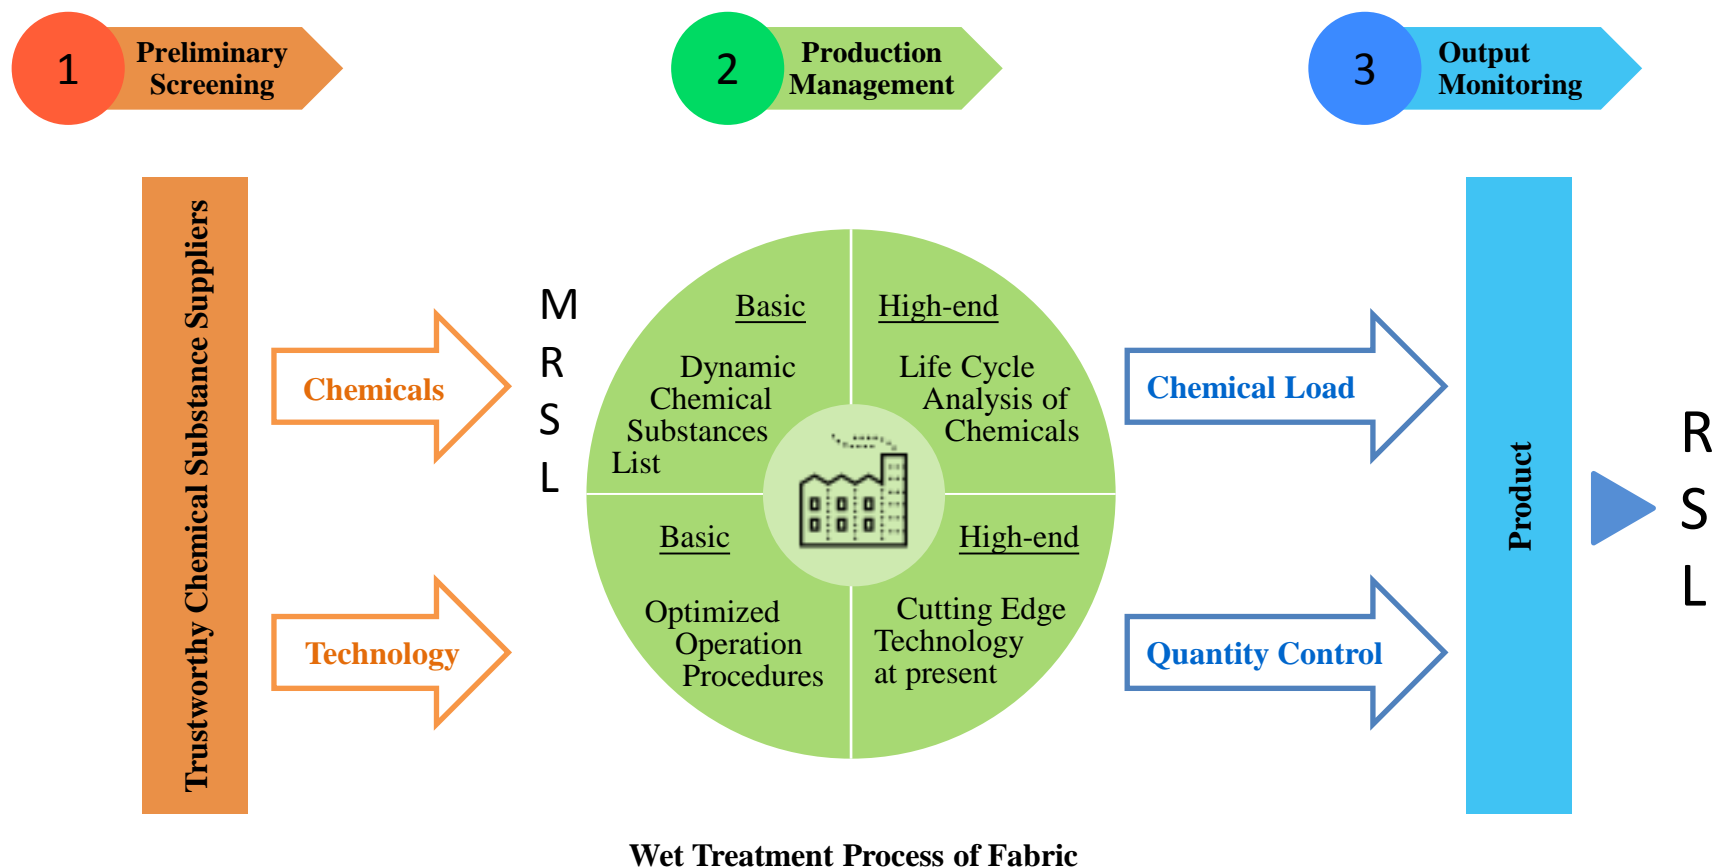 1
Preliminary
Screening
2
Production
Management
3
Output
Monitoring
Trustworthy Chemical Substance Suppliers
Chemicals
Technology
M
R
S
L
Basic
Dynamic
Chemical
Substances
List
High-end
Life Cycle
Analysis of
Chemicals
Basic
Optimized
Operation
Procedures
High-end
Cutting Edge
Technology
at present
Chemical Load
Quantity Control
Product
R
S
L
Wet Treatment Process of Fabric